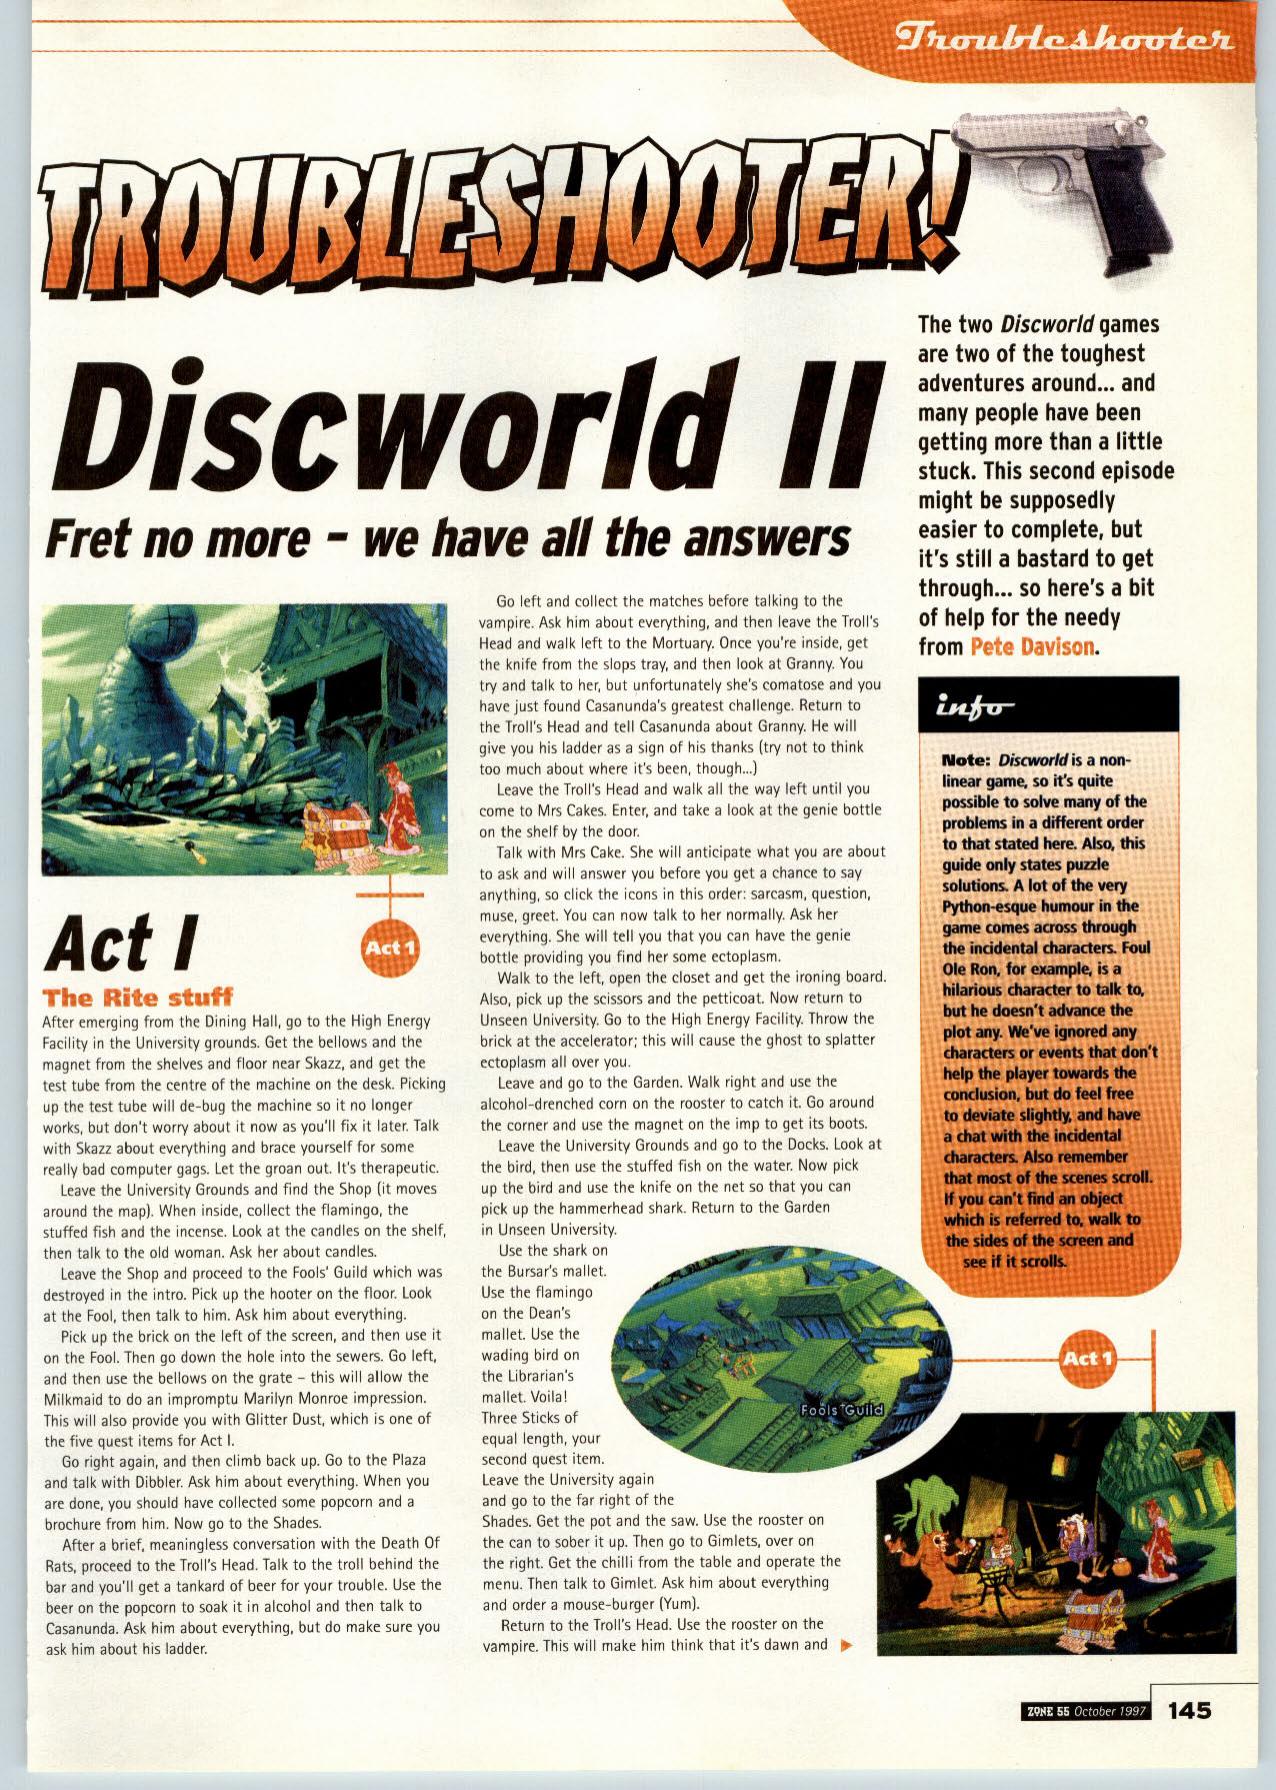 Troubleshooter
TROUBLESHOOTER!
Discworld II
Fret no more – we have all the answers
The two Discworld games
are two of the toughest
adventures around... and
many people have been
getting more than a little
stuck. This second episode
might be supposedly
easier to complete, but
it's still a bastard to get
through... so here's a bit
of help for the needy
from Pete Davison.
Act 1
Act I
The Rite stuff
After emerging from the Dining Hall, go to the High Energy
Facility in the University grounds. Get the bellows and the
magnet from the shelves and floor near Skazz, and get the
test tube from the centre of the machine on the desk. Picking
up the test tube will de-bug the machine so it no longer
works, but don't worry about it now as you'll fix it later. Talk
with Skazz about everything and brace yourself for some
really bad computer gags. Let the groan out. It's therapeutic.
Leave the University Grounds and find the Shop (it moves
around the map). When inside, collect the flamingo, the
stuffed fish and the incense. Look at the candles on the shelf,
then talk to the old woman. Ask her about candles.
Leave the Shop and proceed to the Fools' Guild which was
destroyed in the intro. Pick up the hooter on the floor. Look
at the Fool, then talk to him. Ask him about everything.
Pick up the brick on the left of the screen, and then use it
on the Fool. Then go down the hole into the sewers. Go left,
and then use the bellows on the grate – this will allow the
Milkmaid to do an impromptu Marilyn Monroe impression.
This will also provide you with Glitter Dust, which is one of
the five quest items for Act I.
Go right again, and then climb back up. Go to the Plaza
and talk with Dibbler. Ask him about everything. When you
are done, you should have collected some popcorn and a
brochure from him. Now go to the Shades.
After a brief, meaningless conversation with the Death Of
Rats, proceed to the Troll's Head. Talk to the troll behind the
bar and you'll get a tankard of beer for your trouble. Use the
beer on the popcorn to soak it in alcohol and then talk to
Casanunda. Ask him about everything, but do make sure you
ask him about his ladder.
Go left and collect the matches before talking to the
vampire. Ask him about everything, and then leave the Troll's
Head and walk left to the Mortuary. Once you're inside, get
the knife from the slops tray, and then look at Granny. You
try and talk to her, but unfortunately she's comatose and you
have just found Casanunda's greatest challenge. Return to
the Troll's Head and tell Casanunda about Granny. He will
give you his ladder as a sign of his thanks (try not to think
too much about where it's been, though...)
Leave the Troll's Head and walk all the way left until you
come to Mrs Cakes. Enter, and take a look at the genie bottle
on the shelf by the door.
Talk with Mrs Cake. She will anticipate what you are about
to ask and will answer you before you get a chance to say
anything, so click the icons in this order: sarcasm, question,
muse, greet. You can now talk to her normally. Ask her
everything. She will tell you that you can have the genie
bottle providing you find her some ectoplasm.
Walk to the left, open the closet and get the ironing board.
Also, pick up the scissors and the petticoat. Now return to
Unseen University. Go to the High Energy Facility. Throw the
brick at the accelerator; this will cause the ghost to splatter
ectoplasm all over you.
Leave and go to the Garden. Walk right and use the
alcohol-drenched corn on the rooster to catch it. Go around
the corner and use the magnet on the imp to get its boots.
Leave the University Grounds and go to the Docks. Look at
the bird, then use the stuffed fish on the water. Now pick
up the bird and use the knife on the net so that you can
pick up the hammerhead shark. Return to the Garden
in Unseen University.
Use the shark on
the Bursar's mallet.
Use the flamingo
on the Dean's
mallet. Use the
wading bird on
the Librarian's
mallet. Voila!
Three Sticks of
equal length, your
second quest item.
Leave the University again
and go to the far right of the
Shades. Get the pot and the saw. Use the rooster on
the can to sober it up. Then go to Gimlets, over on
the right. Get the chilli from the table and operate the
menu. Then talk to Gimlet. Ask him about everything
and order a mouse-burger (Yum).
Return to the Troll's Head. Use the rooster on the
vampire. This will make him think that it's dawn and
info
Note: Discworld is a non-
linear game, so it's quite
possible to solve many of the
problems in a different order
to that stated here. Also, this
guide only states puzzle
solutions. A lot of the very
Python-esque humour in the
game comes across through
the incidental characters. Foul
Ole Ron, for example, is a
hilarious character to talk to,
but he doesn't advance the
plot any. We've ignored any
characters or events that don't
help the player towards the
conclusion, but do feel free
to deviate slightly, and have
a chat with the incidental
characters. Also remember
that most of the scenes scroll.
If you can't find an object
which is referred to, walk to
the sides of the screen and
see if it scrolls.
Fools' Guild
Act 1
ZONE 55 October 1997 145